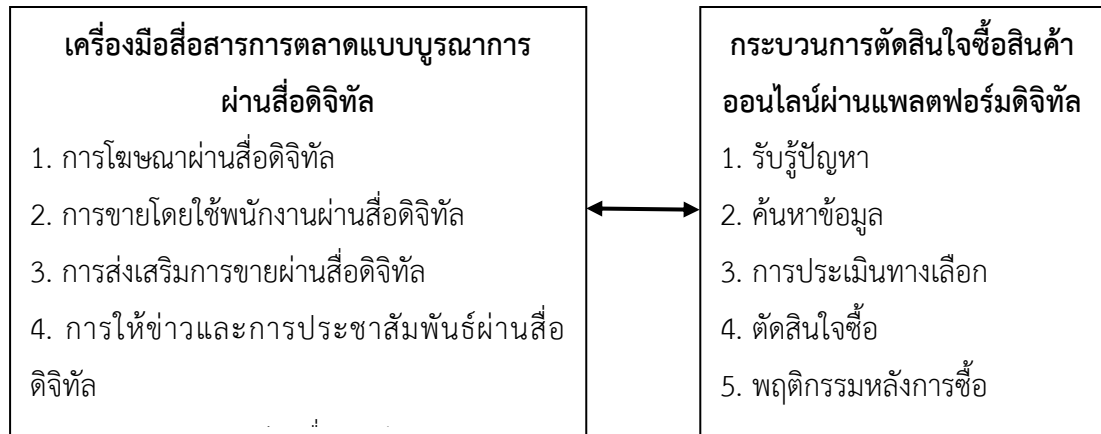 เครื่องมือสื่อสารการตลาดแบบบูรณาการ
ผ่านสื่อดิจิทัล
1. การโฆษณาผ่านสื่อดิจิทัล
2. การขายโดยใช้พนักงานผ่านสื่อดิจิทัล
3. การส่งเสริมการขายผ่านสื่อดิจิทัล
4. การให้ข่าวและการประชาสัมพันธ์ผ่านสื่อ
ดิจิทัล
กระบวนการตัดสินใจซื้อสินค้า
ออนไลน์ผ่านแพลตฟอร์มดิจิทัล
1. รับรู้ปัญหา
2. ค้นหาข้อมูล
3. การประเมินทางเลือก
4. ตัดสินใจซื้อ
5. พฤติกรรมหลังการซื้อ